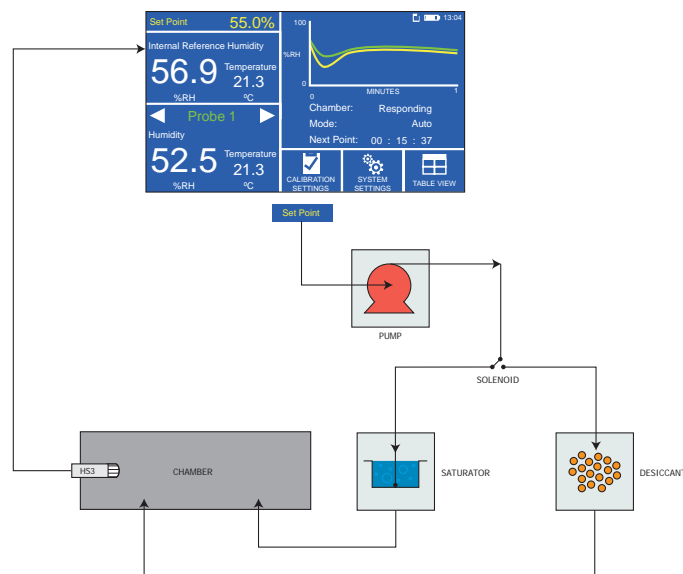 Set Point 55.0%
Internal Reference Humidity
56.9 Temperature
21.3
%RH ºC
Probe 1
Humidity
52.5 Temperature
21.3
%RH ºC
13:04
100
%RH
0
0 MINUTES 1
Chamber: Responding
Mode: Auto
Next Point: 00 : 15 : 37
CALIBRATION
SETTINGS
SYSTEM
SETTINGS
TABLE VIEW
Set Point
PUMP
SOLENOID
HS3
CHAMBER
SATURATOR
DESICCANT